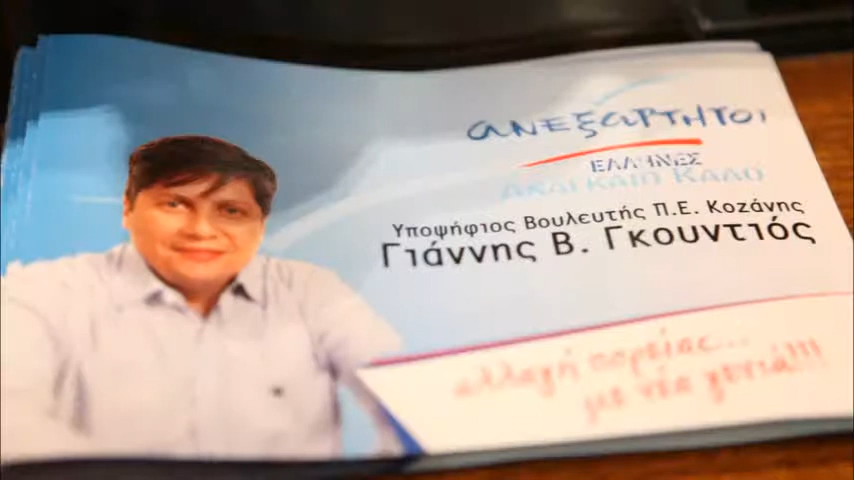 ανεξαρτητοι
ΕΛΛΗΝΕΣ
Υποψήφιος Βουλευτής Π.Ε. Κοζάνης
Γιάννης Β. Γκουντιός
αλλαγή πορείας...
με νέα γενιά!!!